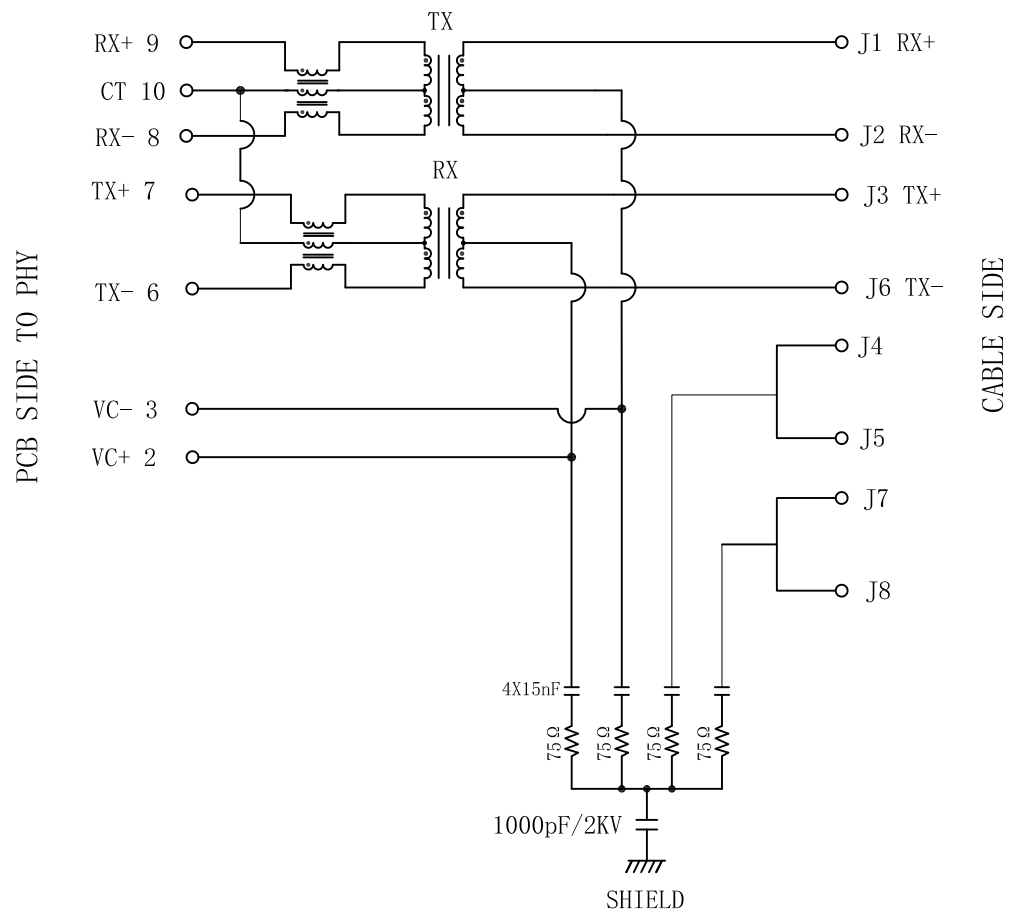 TX
RX+ 9
J1 RX+
CT 10
RX- 8
J2 RX-
RX
TX+ 7
J3 TX+
TX- 6
J6 TX-
PCB SIDE TO PHY
CABLE SIDE
J4
VC- 3
J5
VC+ 2
J7
J8
4X15nF
75Ω
75Ω
75Ω
75Ω
1000pF/2KV
SHIELD